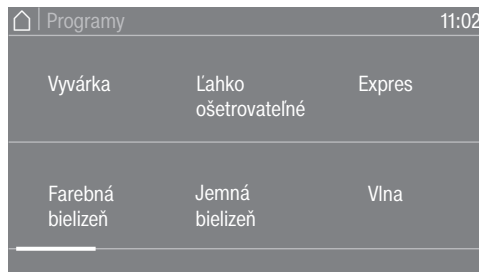 Programy 11:02
Vyvárka Ľahko Expres
ošetrovateľné
Farebná Jemná Vlna
bielizeň bielizeň